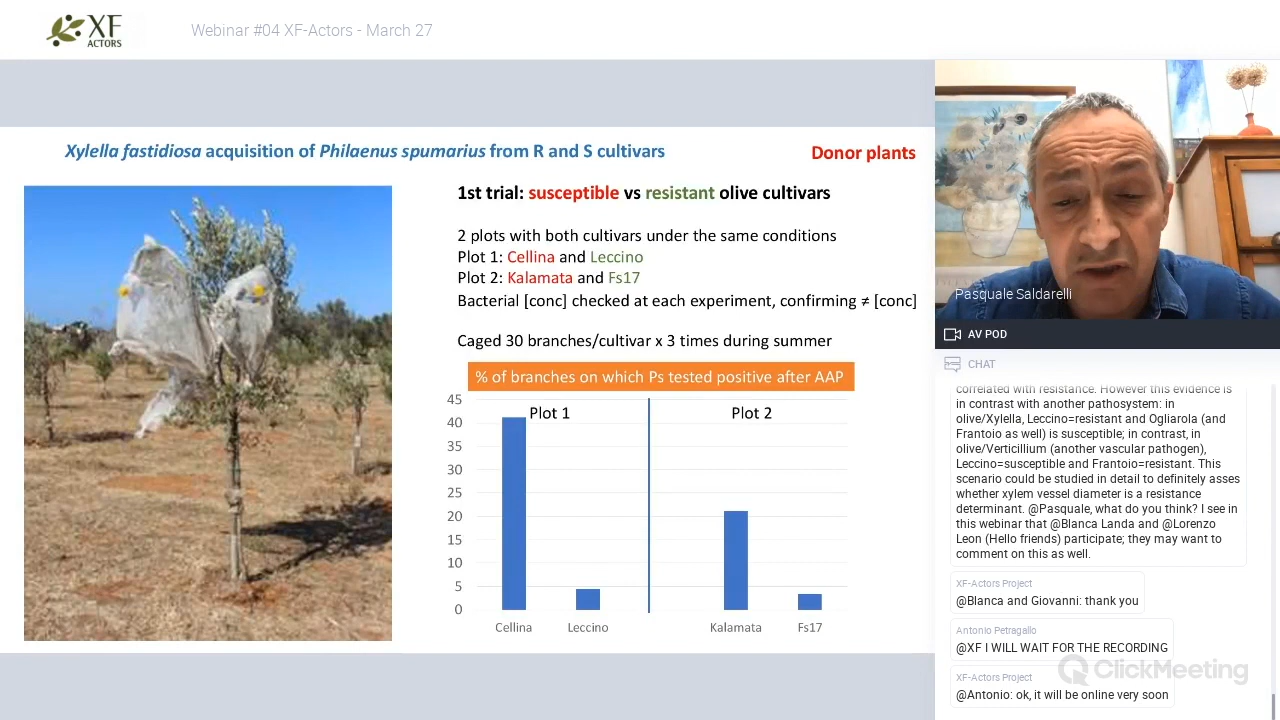 XF
ACTORS
Webinar #04 XF-Actors - March 27
Xylella fastidiosa acquisition of Philaenus spumarius from R and S cultivars
Donor plants
1st trial: susceptible vs resistant olive cultivars
2 plots with both cultivars under the same conditions
Plot 1: Cellina and Leccino
Plot 2: Kalamata and Fs17
Bacterial [conc] checked at each experiment, confirming ≠ [conc]
Caged 30 branches/cultivar x 3 times during summer
% of branches on which Ps tested positive after AAP
45
40
35
30
25
20
15
10
5
0
Plot 1
Plot 2
Cellina
Leccino
Kalamata
Fs17
Pasquale Saldarelli
AV POD
CHAT
correlated with resistance. However this evidence is
in contrast with another pathosystem: in
olive/Xylella, Leccino=resistant and Ogliarola (and
Frantoio as well) is susceptible; in contrast, in
olive/Verticillium (another vascular pathogen),
Leccino=susceptible and Frantoio=resistant. This
scenario could be studied in detail to definitely asses
whether xylem vessel diameter is a resistance
determinant. @Pasquale, what do you think? I see in
this webinar that @Blanca Landa and @Lorenzo
Leon (Hello friends) participate; they may want to
comment on this as well.
XF-Actors Project
@Blanca and Giovanni: thank you
Antonio Petragallo
@XF I WILL WAIT FOR THE RECORDING
ClickMeeting
XF-Actors Project
@Antonio: ok, it will be online very soon